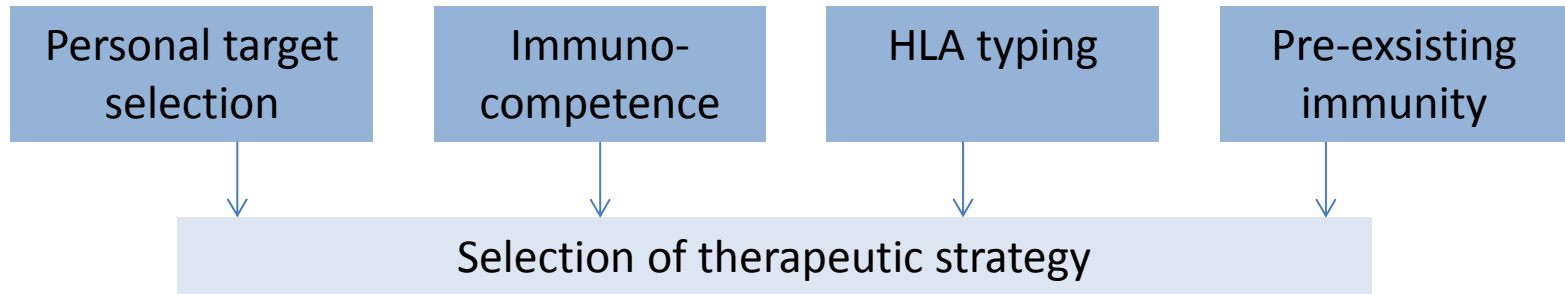 Personal target
selection
Immuno-
competence
HLA typing
Pre-exsisting
immunity
Selection of therapeutic strategy